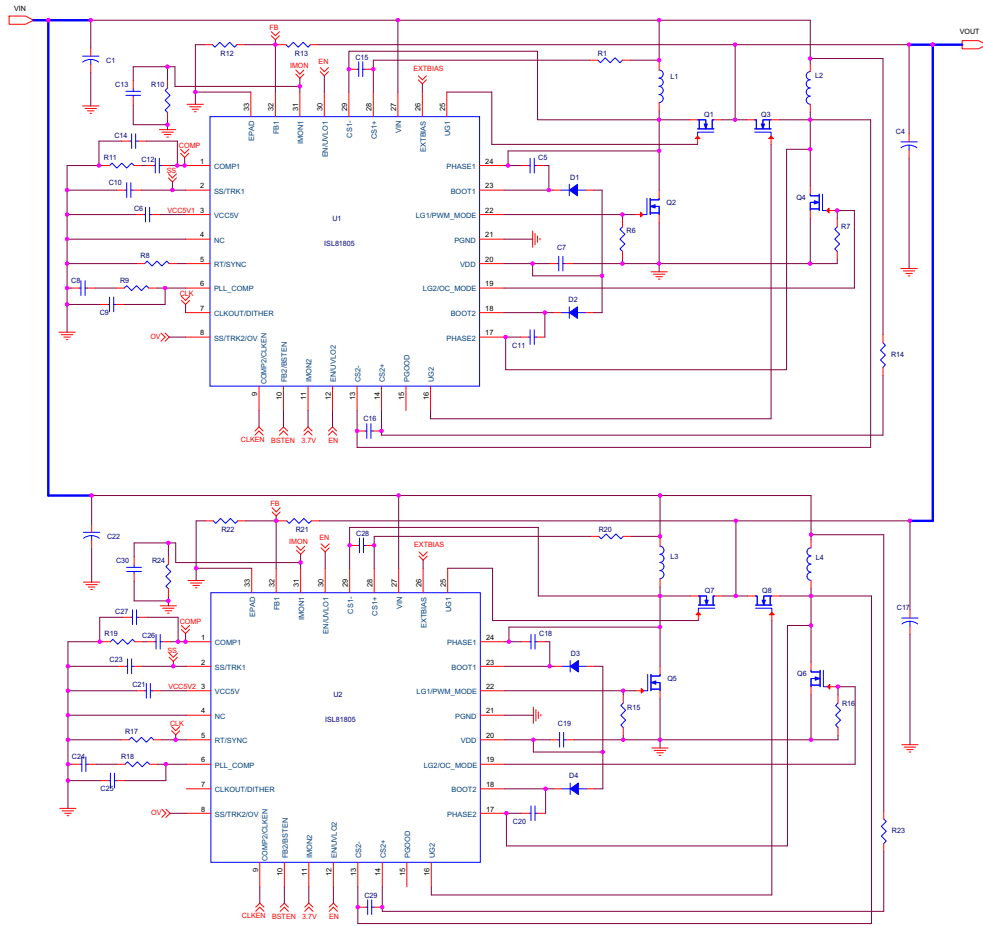 VIN
VOUT
FB
R12
R13
C1
IMON
EN
C15
R1
EXTBIAS
L1
L2
C13
R10
33
32
31
30
29
28
27
26
25
EPAD
FB1
IMON1
EN/UVLO1
CS1-
CS1+
VIN
EXTBIAS
UG1
Q1
Q3
C4
C14
COMP
R11
C12
SS
C10
C6
VCC5V1
R8
C8
R9
C9
CLK
OV
1 COMP1
2 SS/TRK1
3 VCC5V
4 NC
5 RT/SYNC
6 PLL_COMP
7 CLKOUT/DITHER
8 SS/TRK2/OV
U1
ISL81805
PHASE1 24
BOOT1 23
LG1/PWM_MODE 22
PGND 21
VDD 20
LG2/OC_MODE 19
BOOT2 18
PHASE2 17
C5
D1
Q2
R6
C7
D2
C11
Q4
R7
R14
COMP2/CLKEN
FB2/BSTEN
IMON2
EN/UVLO2
CS2-
CS2+
PGOOD
UG2
9
10
11
12
13
14
15
16
C16
CLKEN
BSTEN
3.7V
EN
FB
R22
R21
C22
IMON
EN
C28
R20
EXTBIAS
L3
L4
C30
R24
33
32
31
30
29
28
27
26
25
EPAD
FB1
IMON1
EN/UVLO1
CS1-
CS1+
VIN
EXTBIAS
UG1
Q7
Q8
C17
C27
COMP
R19
C26
SS
C23
C21
VCC5V2
CLK
R17
C24
R18
C25
OV
1 COMP1
2 SS/TRK1
3 VCC5V
4 NC
5 RT/SYNC
6 PLL_COMP
7 CLKOUT/DITHER
8 SS/TRK2/OV
U2
ISL81805
PHASE1 24
BOOT1 23
LG1/PWM_MODE 22
PGND 21
VDD 20
LG2/OC_MODE 19
BOOT2 18
PHASE2 17
C18
D3
Q5
R15
C19
D4
C20
Q6
R16
R23
COMP2/CLKEN
FB2/BSTEN
IMON2
EN/UVLO2
CS2-
CS2+
PGOOD
UG2
9
10
11
12
13
14
15
16
C29
CLKEN
BSTEN
3.7V
EN